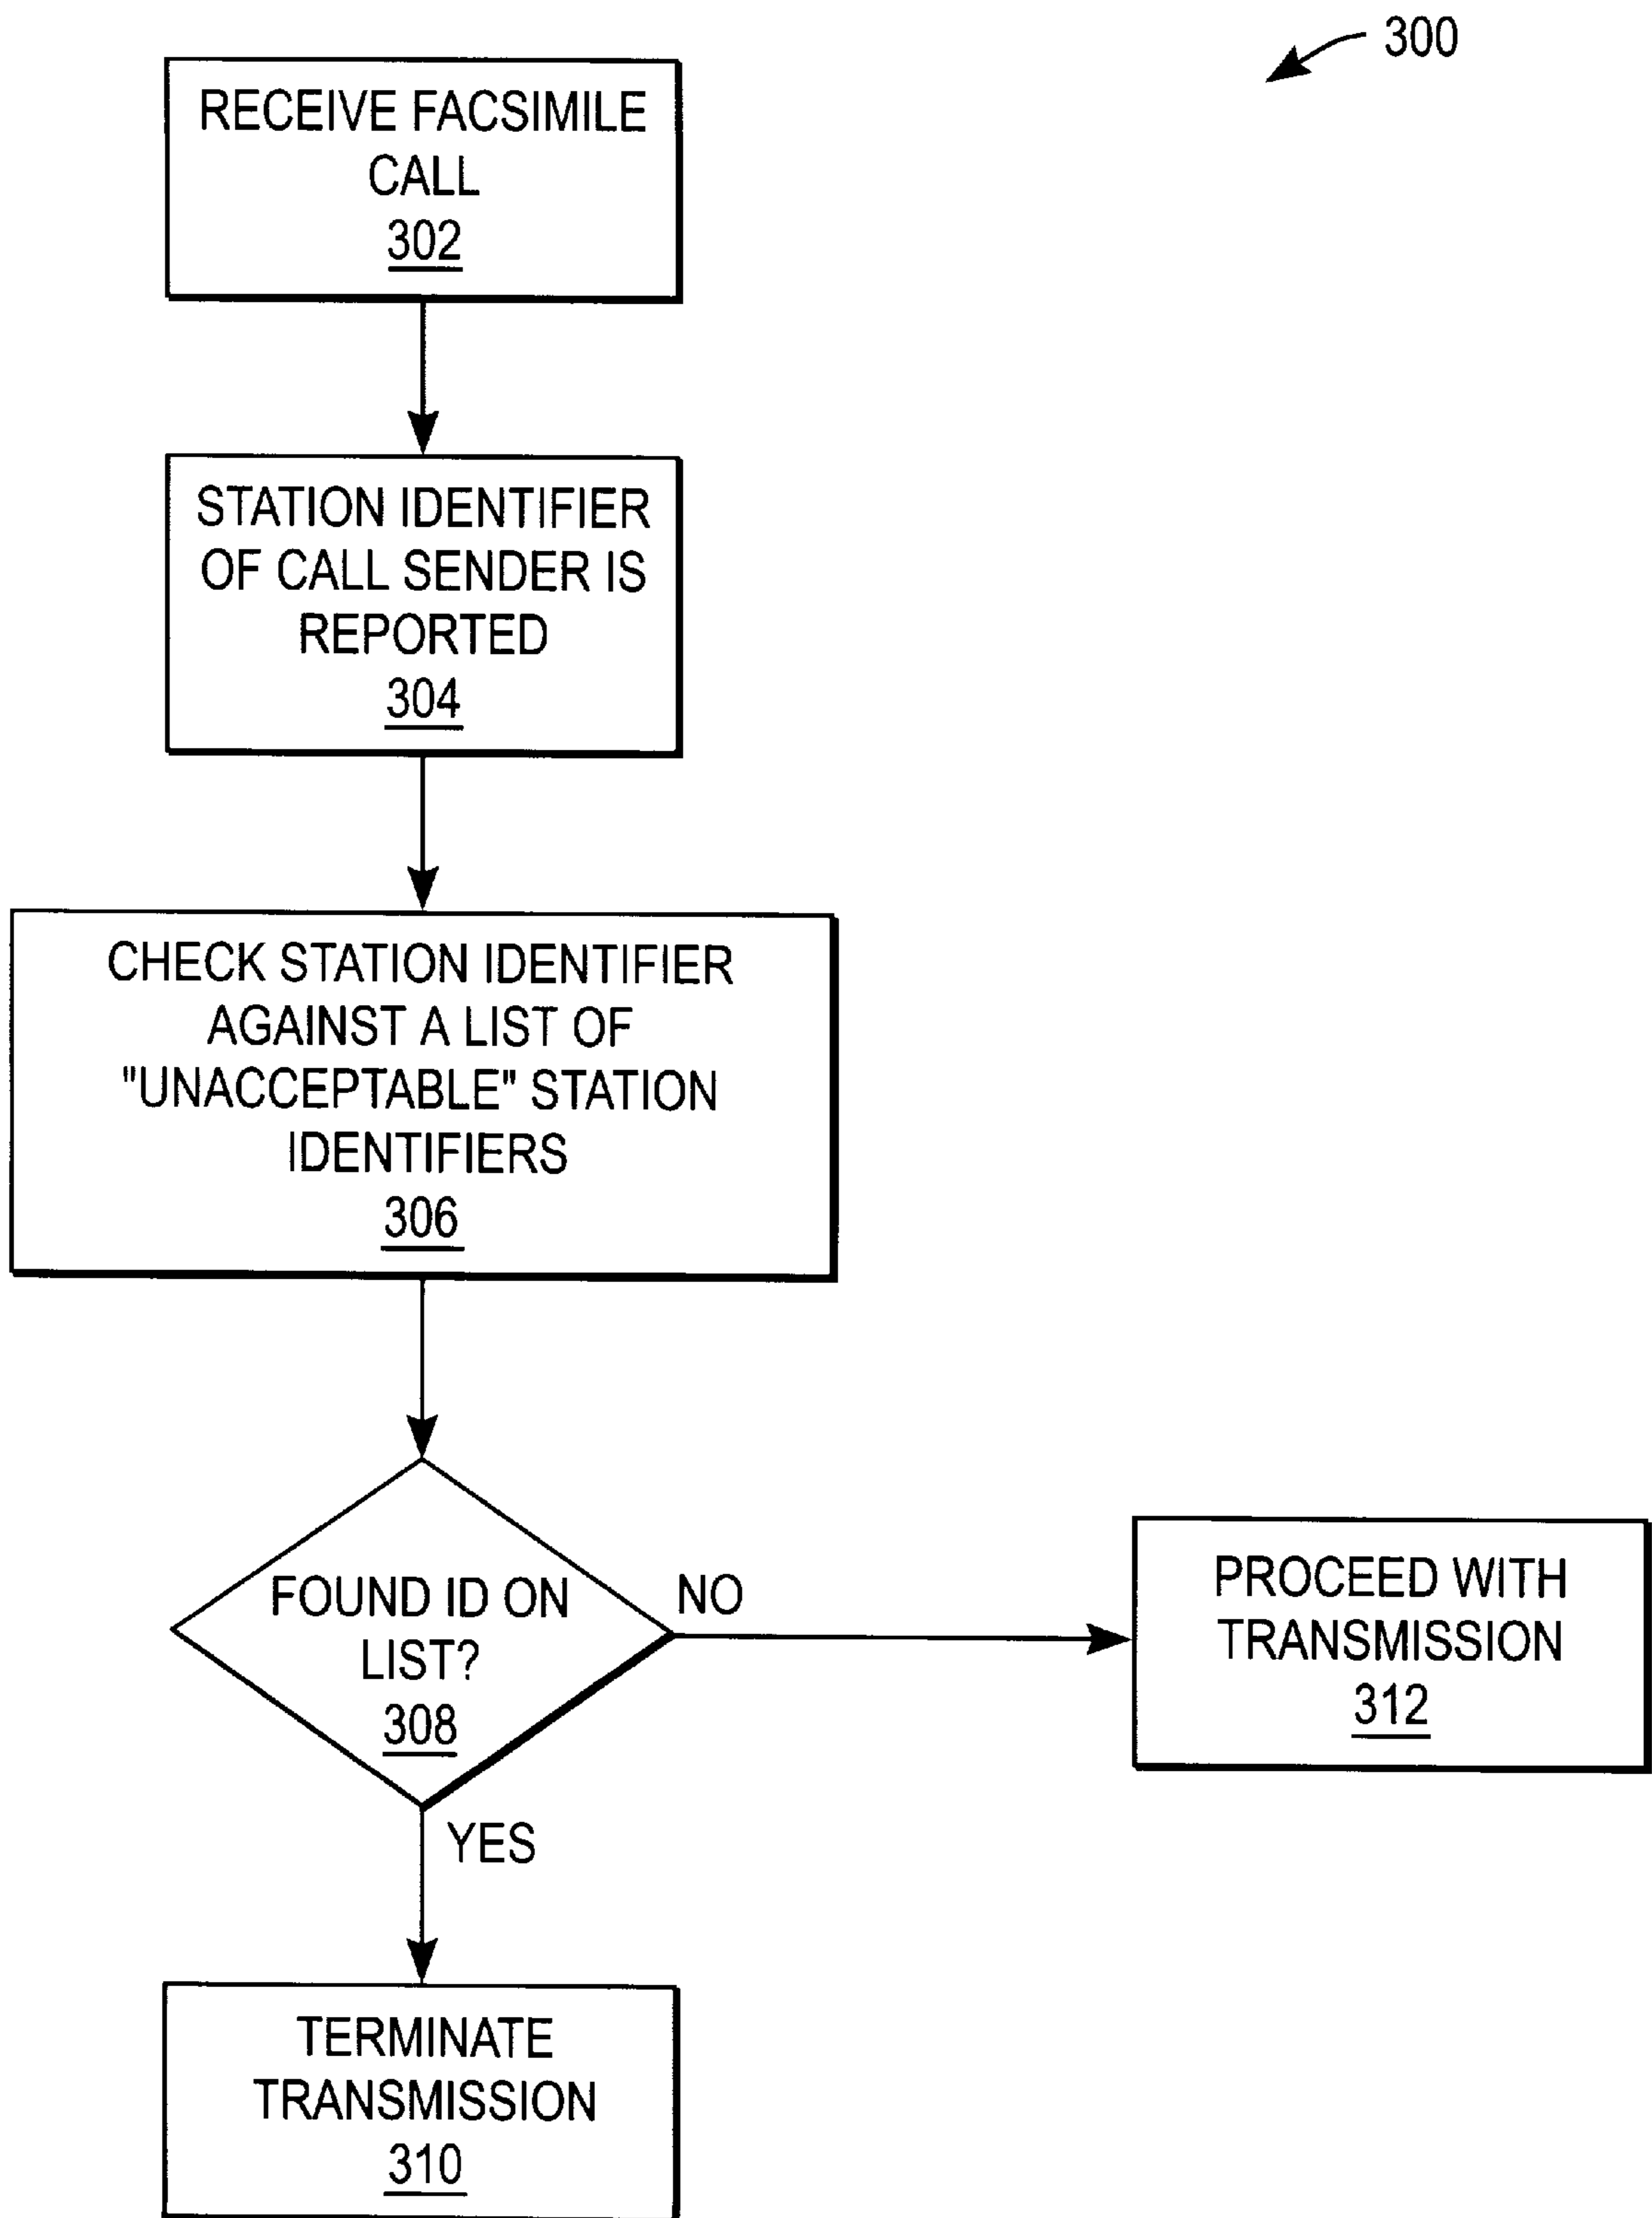 300
RECEIVE FACSIMILE
CALL
302
STATION IDENTIFIER
OF CALL SENDER IS
REPORTED
304
CHECK STATION IDENTIFIER
AGAINST A LIST OF
"UNACCEPTABLE" STATION
IDENTIFIERS
306
FOUND ID ON
LIST?
308
NO
PROCEED WITH
TRANSMISSION
312
YES
TERMINATE
TRANSMISSION
310